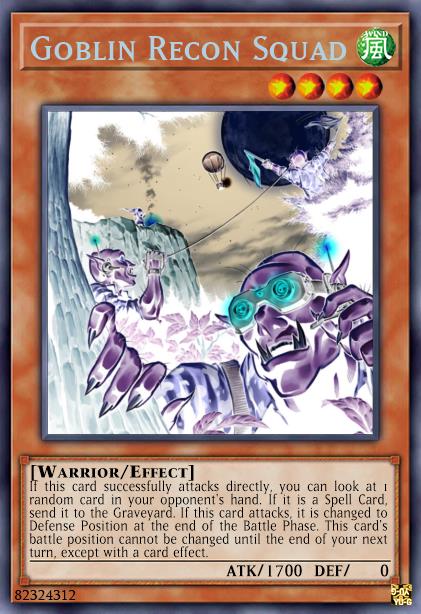 Goblin Recon Squad
WIND
風
[Warrior/Effect]
If this card successfully attacks directly, you can look at 1
random card in your opponent's hand. If it is a Spell Card,
send it to the Graveyard. If this card attacks, it is changed to
Defense Position at the end of the Battle Phase. This card's
battle position cannot be changed until the end of your next
turn, except with a card effect.
ATK/1700 DEF/ 0
82324312